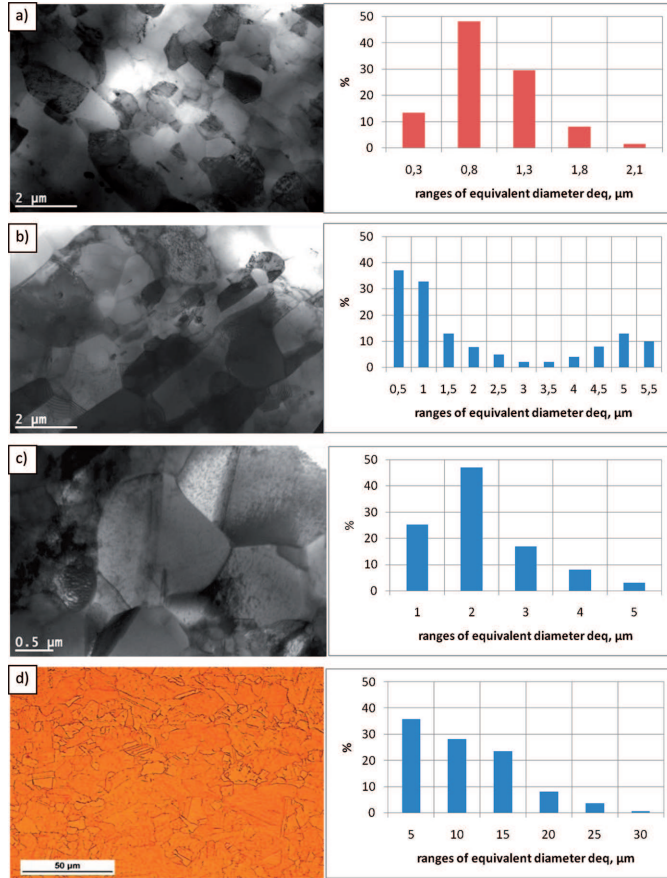 a)
2 µm
50
40
30
20
10
0
%
0,3 0,8 1,3 1,8 2,1
ranges of equivalent diameter deq, µm
b)
2 µm
50
40
30
20
10
0
%
0,5 1 1,5 2 2,5 3 3,5 4 4,5 5 5,5
ranges of equivalent diameter deq, µm
c)
0.5 µm
50
40
30
20
10
0
%
1 2 3 4 5
ranges of equivalent diameter deq, µm
d)
50 µm
50
40
30
20
10
0
%
5 10 15 20 25 30
ranges of equivalent diameter deq, µm